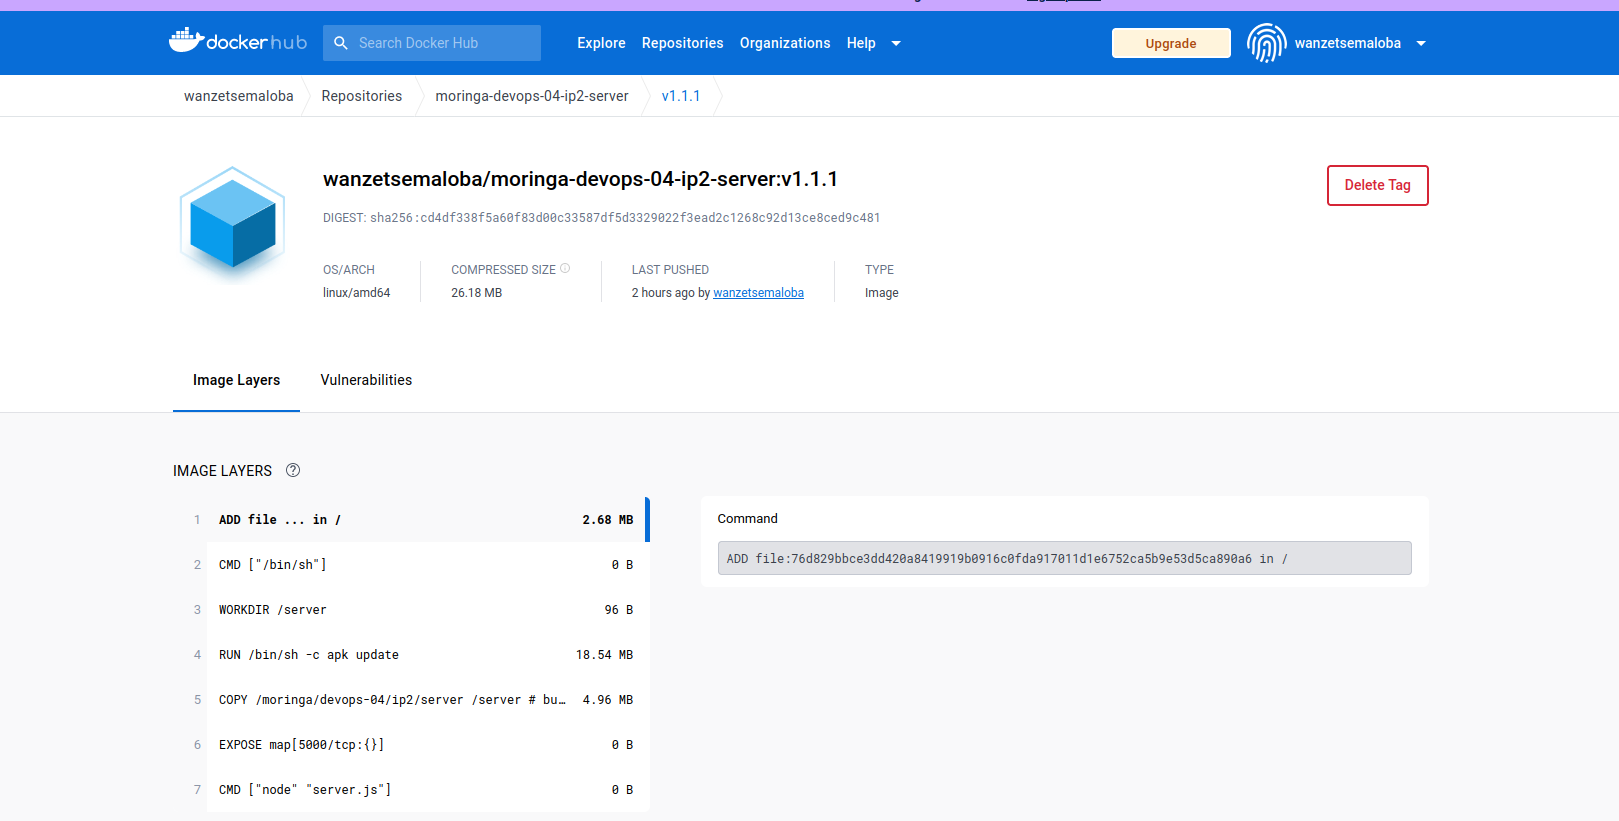 docker hub Search Docker Hub Explore Repositories Organizations Help Upgrade wanzetsemaloba
wanzetsemaloba Repositories moringa-devops-04-ip2-server v1.1.1
wanzetsemaloba/moringa-devops-04-ip2-server:v1.1.1
Delete Tag
DIGEST: sha256:cd4df338f5a60f83d00c33587df5d3329022f3ead2c1268c92d13ce8ced9c481
OS/ARCH COMPRESSED SIZE LAST PUSHED TYPE
linux/amd64 26.18 MB 2 hours ago by wanzetsemaloba Image
Image Layers Vulnerabilities
IMAGE LAYERS
1 ADD file ... in / 2.68 MB
2 CMD ["/bin/sh"] 0 B
3 WORKDIR /server 96 B
4 RUN /bin/sh -c apk update 18.54 MB
5 COPY /moringa/devops-04/ip2/server /server # bu… 4.96 MB
6 EXPOSE map[5000/tcp:{}] 0 B
7 CMD ["node" "server.js"] 0 B
Command
ADD file:76d829bbce3dd420a8419919b0916c0fda917011d1e6752ca5b9e53d5ca890a6 in /